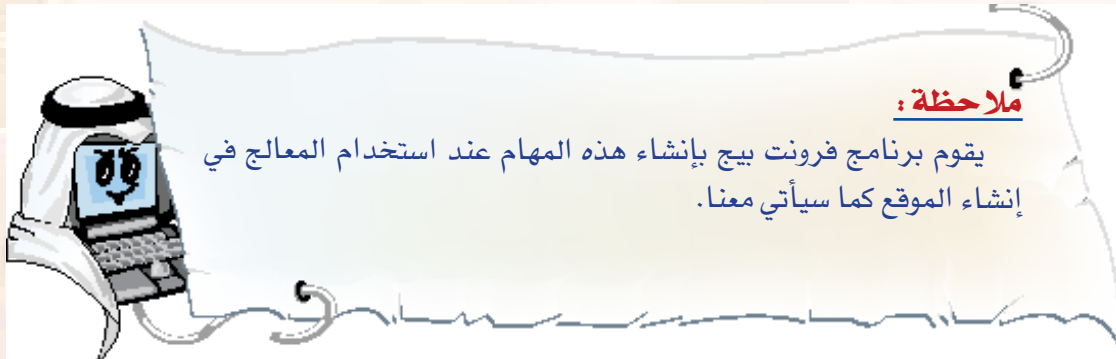 ملاحظة :
يقوم برنامج فرونت بيج بإنشاء هذه المهام عند استخدام المعالج في
إنشاء الموقع كما سيأتي معنا.